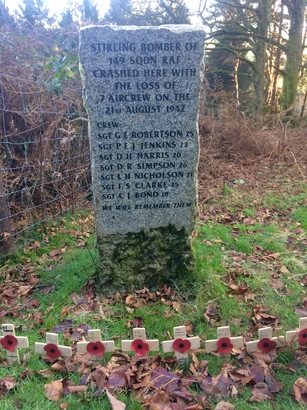 STIRLING BOMBER OF
149 SQDN RAF
CRASHED HERE WITH
THE LOSS OF
7 AIRCREW ON THE
21ST AUGUST 1942
CREW:
SGT G E ROBERTSON 25
SGT P L J JENKINS 22
SGT D H HARRIS 20
SGT D R SIMPSON 26
SGT L H NICHOLSON 21
SGT F S CLARKE 25
SGT C L BOND 19
WE WILL REMEMBER THEM